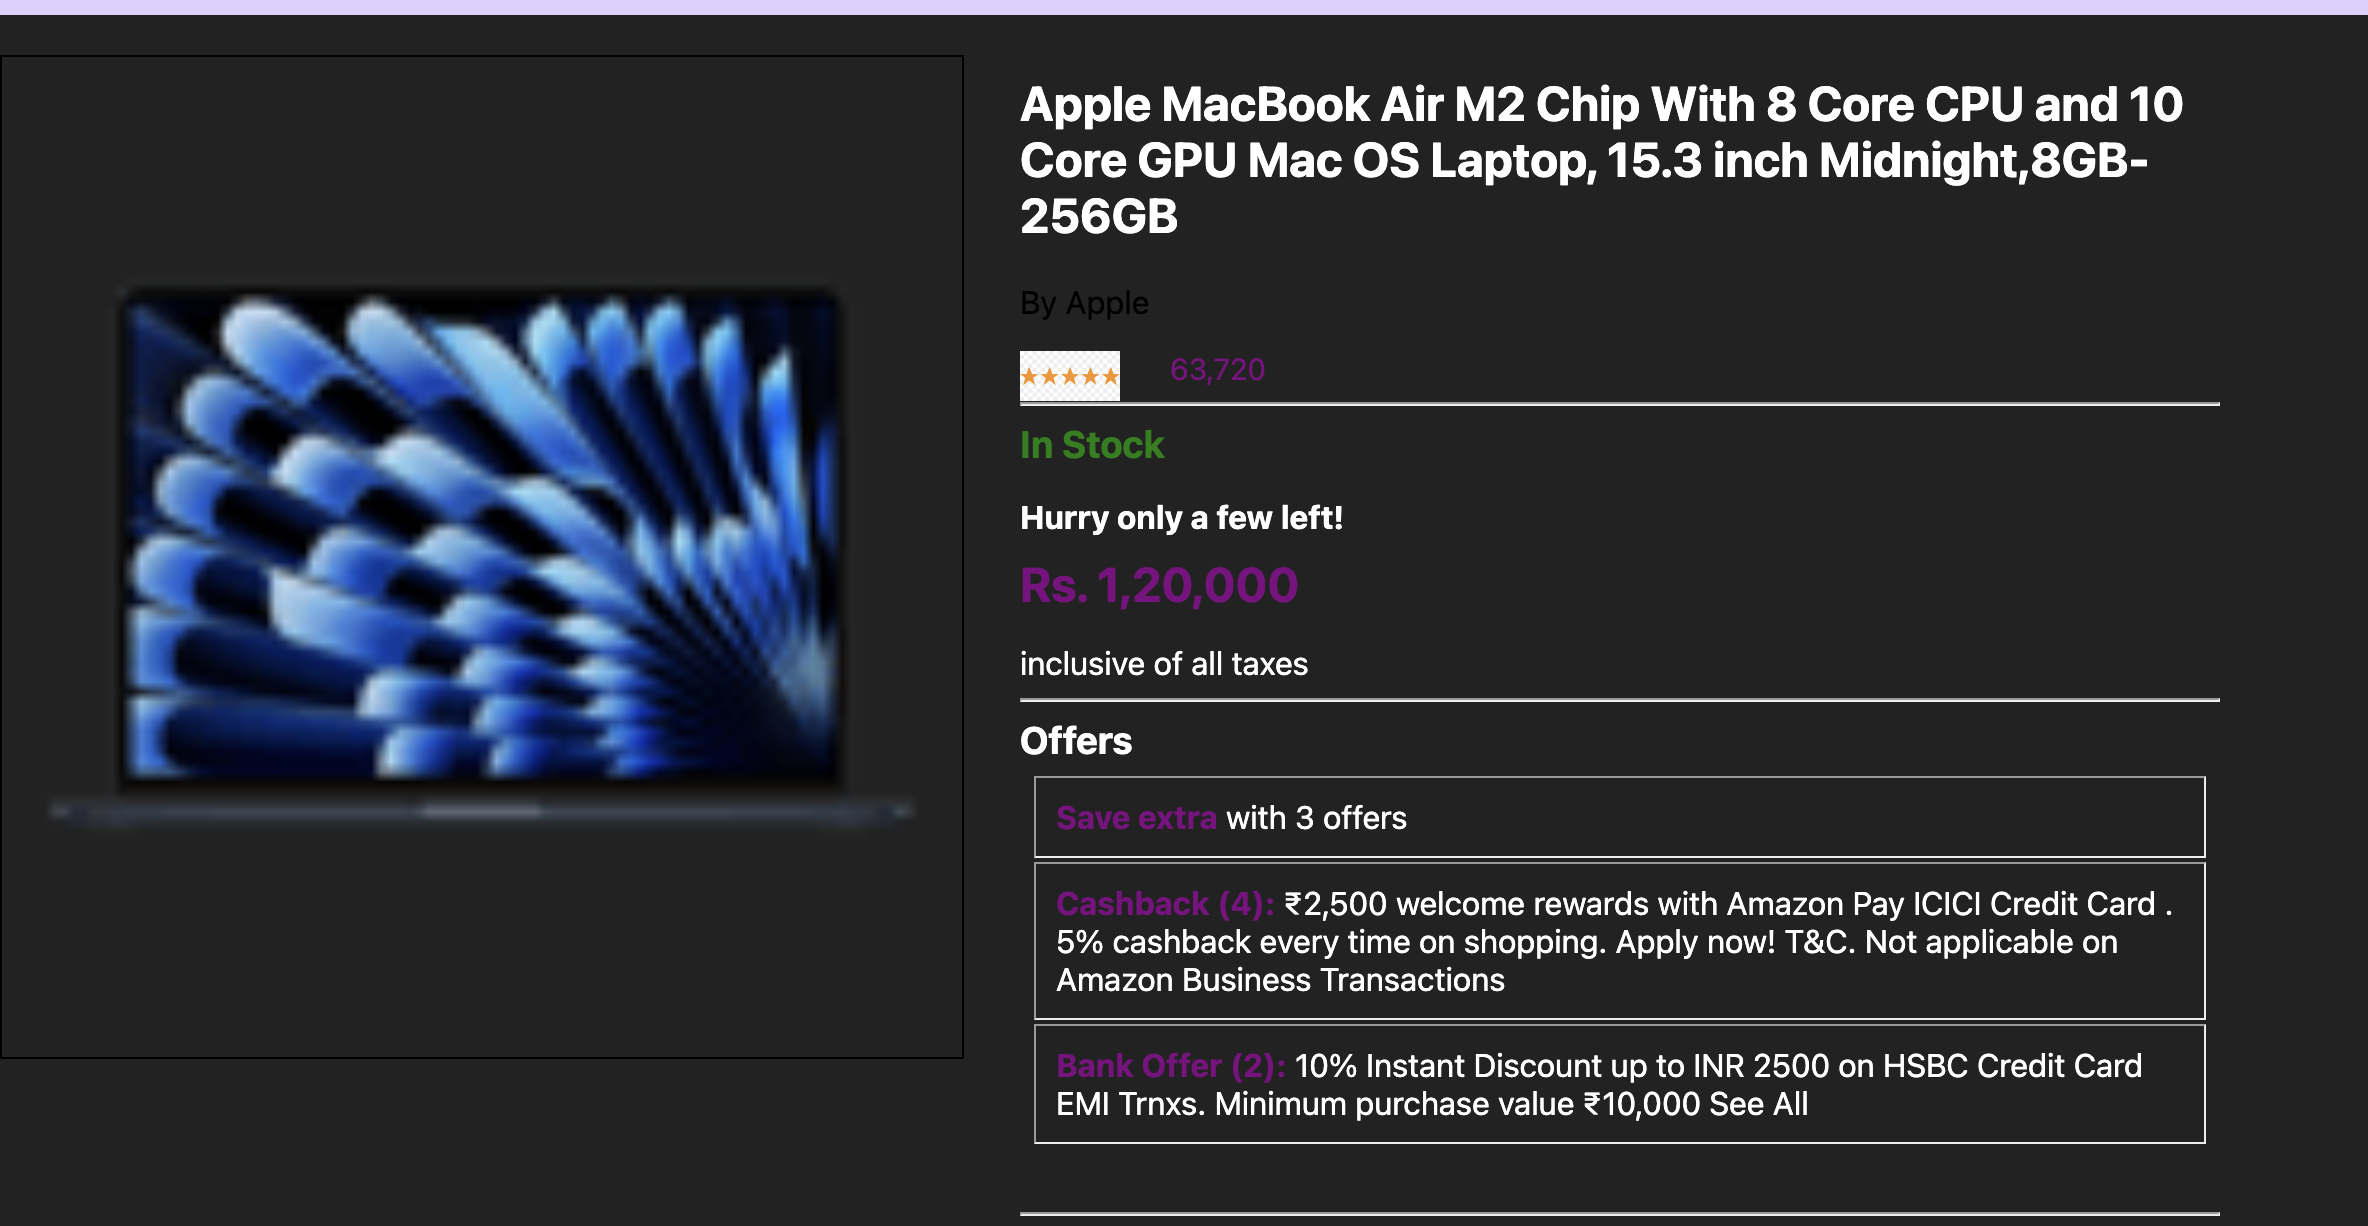 Apple MacBook Air M2 Chip With 8 Core CPU and 10
Core GPU Mac OS Laptop, 15.3 inch Midnight,8GB-
256GB
By Apple
63,720
In Stock
Hurry only a few left!
Rs. 1,20,000
inclusive of all taxes
Offers
Save extra with 3 offers
Cashback (4): ₹2,500 welcome rewards with Amazon Pay ICICI Credit Card .
5% cashback every time on shopping. Apply now! T&C. Not applicable on
Amazon Business Transactions
Bank Offer (2): 10% Instant Discount up to INR 2500 on HSBC Credit Card
EMI Trnxs. Minimum purchase value ₹10,000 See All